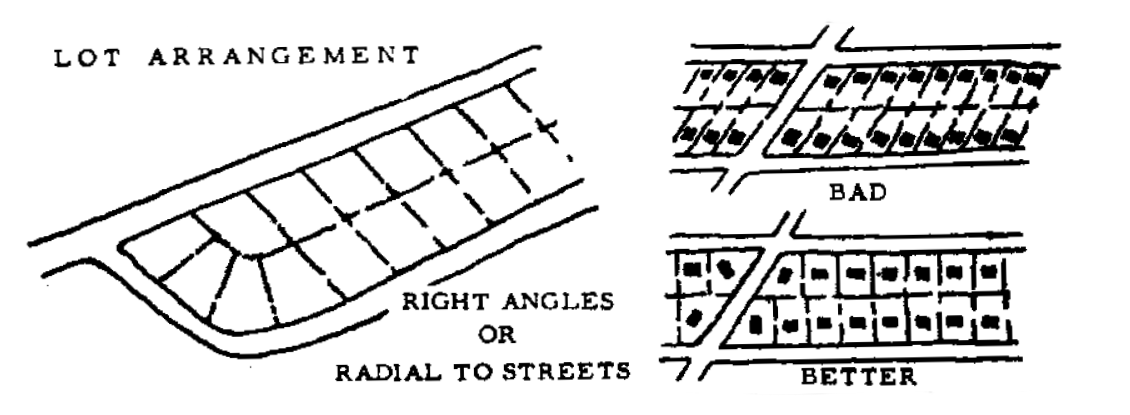 LOT ARRANGEMENT
BAD
RIGHT ANGLES
OR
RADIAL TO STREETS
BETTER